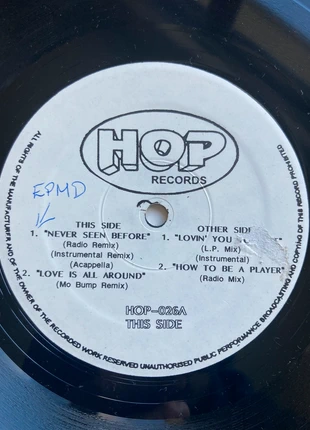 HOP
RECORDS
EPMD
THIS SIDE
1. "NEVER SEEN BEFORE"
(Radio Remix)
(Instrumental Remix)
(Acappella)
2. "LOVE IS ALL AROUND"
(Mo Bump Remix)
OTHER SIDE
1. "LOVIN' YOU
(L.P. Mix)
(Instrumental)
2. "HOW TO BE A PLAYER"
(Radio Mix)
HOP-026A
THIS SIDE
ALL RIGHTS OF THE MANUFACTURER AND OF THE OWNER OF THE RECORDED WORK RESERVED UNAUTHORISED PUBLIC PERFORMANCE BROADCASTING AND COPYING OF THIS RECORD PROHIBITED